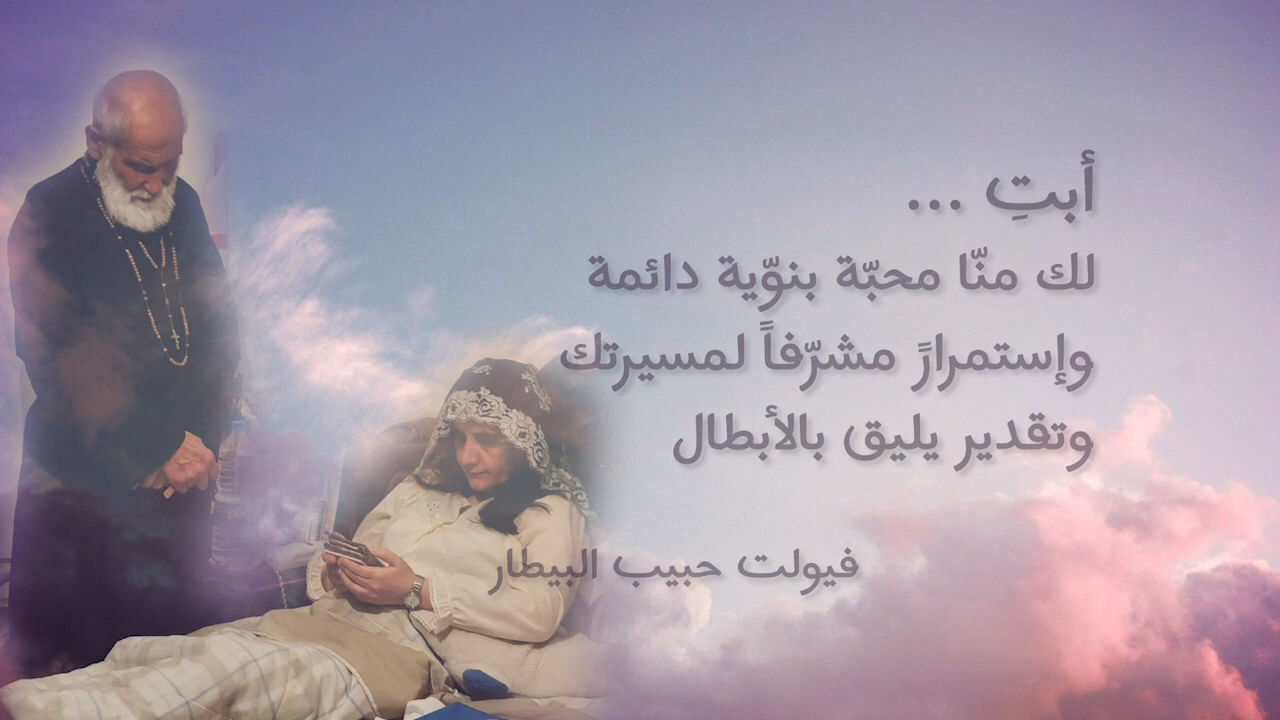 أبتِ ...
لك منّا محبّة بنوّية دائمة
وإستمرارً مشرّفاً لمسيرتك
وتقدير يليق بالأبطال
فيولت حبيب البيطار